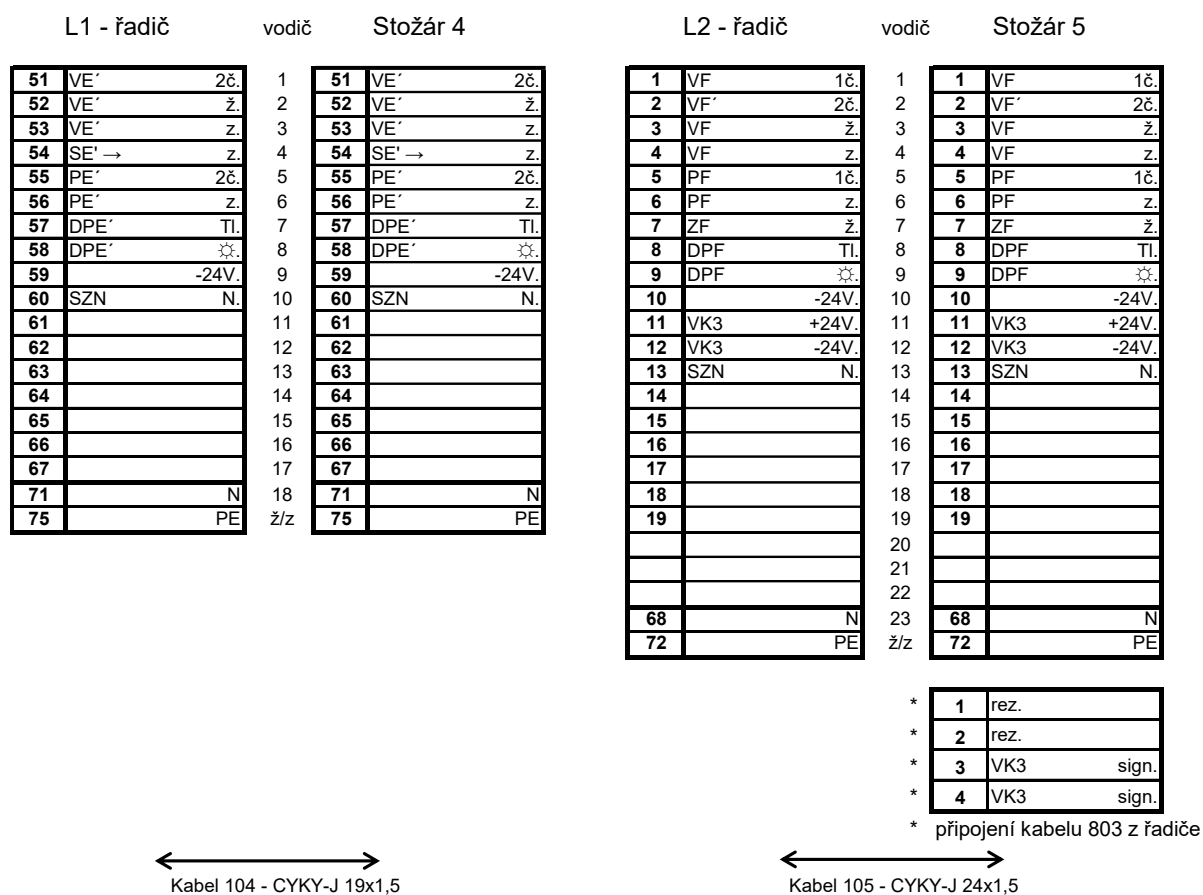 L1 - řadič vodič Stožár 4
51 VE´ 2č. 1 51 VE´ 2č.
52 VE´ ž. 2 52 VE´ ž.
53 VE´ z. 3 53 VE´ z.
54 SE' → z. 4 54 SE' → z.
55 PE´ 2č. 5 55 PE´ 2č.
56 PE´ z. 6 56 PE´ z.
57 DPE´ Tl. 7 57 DPE´ Tl.
58 DPE´ ☼. 8 58 DPE´ ☼.
59 -24V. 9 59 -24V.
60 SZN N. 10 60 SZN N.
61 11 61
62 12 62
63 13 63
64 14 64
65 15 65
66 16 66
67 17 67
71 N 18 71 N
75 PE ž/z 75 PE
Kabel 104 - CYKY-J 19x1,5
L2 - řadič vodič Stožár 5
1 VF 1č. 1 1 VF 1č.
2 VF´ 2č. 2 2 VF´ 2č.
3 VF ž. 3 3 VF ž.
4 VF z. 4 4 VF z.
5 PF 1č. 5 5 PF 1č.
6 PF z. 6 6 PF z.
7 ZF ž. 7 7 ZF ž.
8 DPF Tl. 8 8 DPF Tl.
9 DPF ☼. 9 9 DPF ☼.
10 -24V. 10 10 -24V.
11 VK3 +24V. 11 11 VK3 +24V.
12 VK3 -24V. 12 12 VK3 -24V.
13 SZN N. 13 13 SZN N.
14 14 14
15 15 15
16 16 16
17 17 17
18 18 18
19 19 19
20
21
22
68 N 23 68 N
72 PE ž/z 72 PE
* 1 rez.
* 2 rez.
* 3 VK3 sign.
* 4 VK3 sign.
* připojení kabelu 803 z řadiče
Kabel 105 - CYKY-J 24x1,5